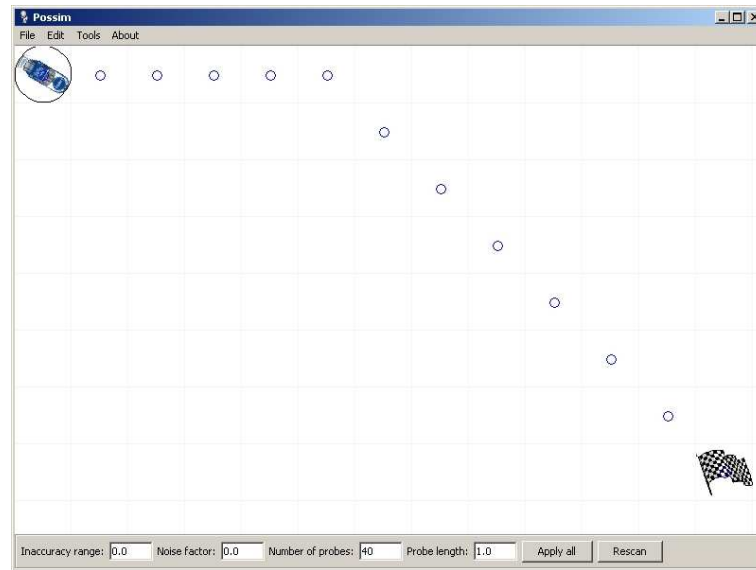 Possim
File Edit Tools About
Inaccuracy range: 0.0 Noise factor: 0.0 Number of probes: 40 Probe length: 1.0 Apply all Rescan